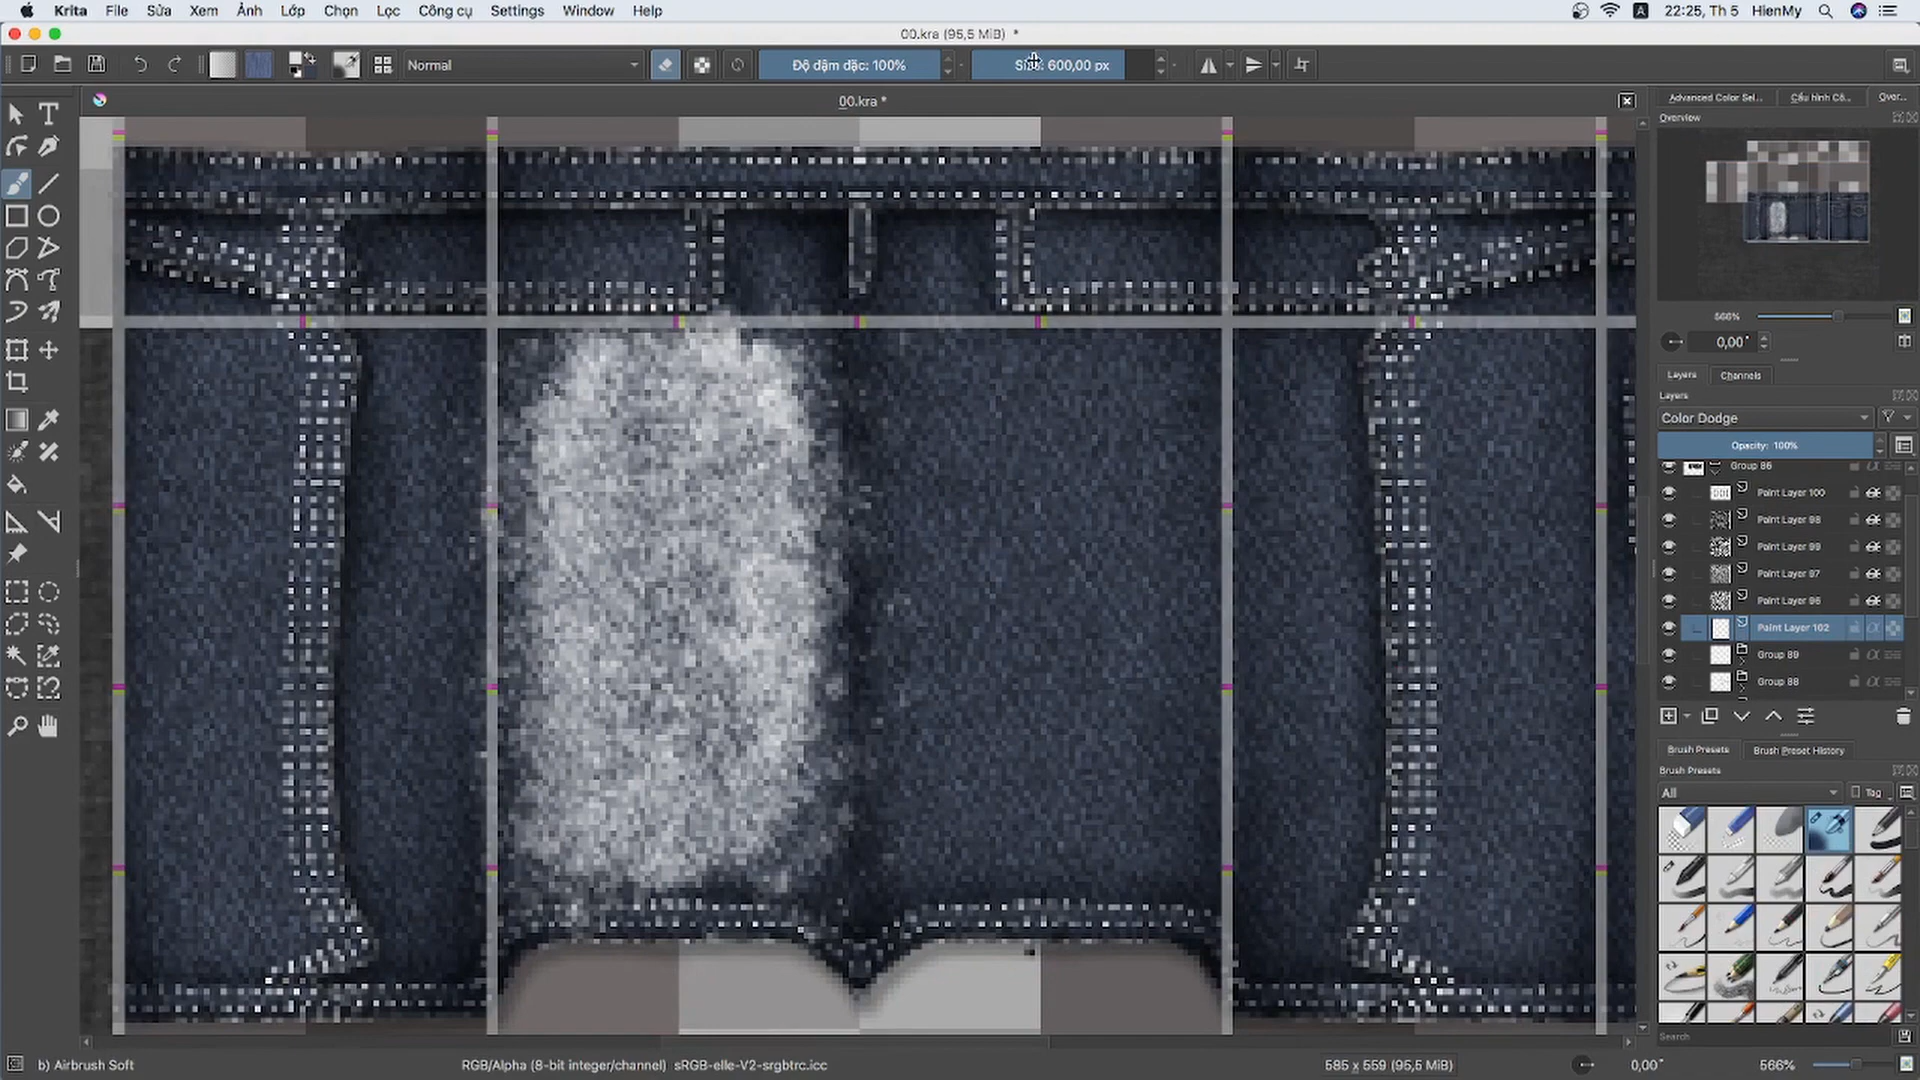 Krita File Sửa Xem Ảnh Lớp Chọn Lọc Công cụ Settings Window Help A 22:25, Th 5 HienMy
00.kra (95,5 MiB) *
Normal Độ đậm đặc: 100% Size: 600,00 px
00.kra *
Advanced Color Sel... Cấu hình Cô... Over...
Overview
566%
0,00°
Layers Channels
Layers
Color Dodge
Opacity: 100%
Group 86
Paint Layer 100
Paint Layer 98
Paint Layer 99
Paint Layer 97
Paint Layer 96
Paint Layer 102
Group 89
Group 88
Brush Presets Brush Preset History
Brush Presets
All Tag
Search
b) Airbrush Soft RGB/Alpha (8-bit integer/channel) sRGB-elle-V2-srgbtrc.icc 585 x 559 (95,5 MiB) 0,00° 566%